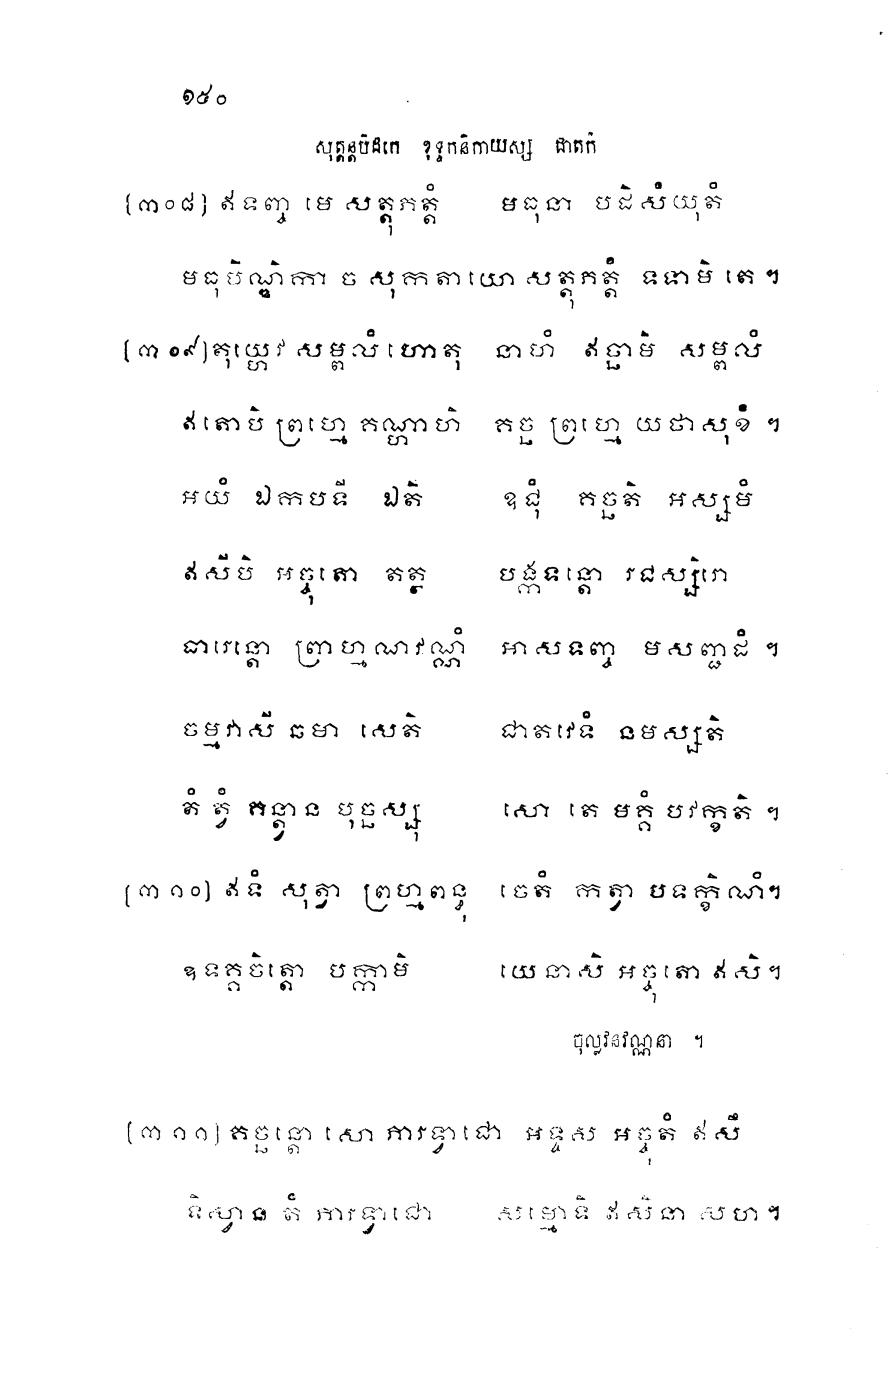 ១៥០
សុត្តន្តបិដកេ ខុទ្ទកនិកាយស្ស ជាតកំ
[៣០៨] ឥទញ្ច មេ សត្តុភត្តំ មធុនា បដិសំយុតំ
មធុបិណ្ឌិកា ច សុកតាយោ សត្តុភត្តំ ទទាមិ តេ ។
[៣០៩] តុយ្ហេវ សម្ពលំ ហោតុ នាហំ ឥច្ឆាមិ សម្ពលំ
ឥតោបិ ព្រហ្មេ គណ្ហាហិ គច្ឆ ព្រហ្មេ យថាសុខំ ។
អយំ ឯកបទី ឯតិ ឧជុំ គច្ឆតិ អស្សមំ
ឥសីបិ អច្ចុតោ តត្ថ បង្កទន្តោ រជស្សិរោ
ធារេន្តោ ព្រាហ្មណវណ្ណំ អាសទញ្ច មសញ្ជដំ ។
ចម្មវាសី ឆមា សេតិ ជាតវេទំ នមស្សតិ
តំ ត្វំ គន្ត្វាន បុច្ឆស្សុ សោ តេ មគ្គំ បវក្ខតិ ។
[៣១០] ឥទំ សុត្វា ព្រហ្មពន្ធុ ចេតំ កត្វា បទក្ខិណំ។
ឧទគ្គចិត្តោ បក្កាមិ យេនាសិ អច្ចុតោ ឥសិ។
ចុល្លវនវណ្ណនា ។
[៣១១] គច្ឆន្តោ សោ ភារទ្វាជោ អទ្ទស អច្ចុតំ ឥសឹ
ទិស្វាន តំ ភារទ្វាជោ សម្មោទិ ឥសិនា សហ។